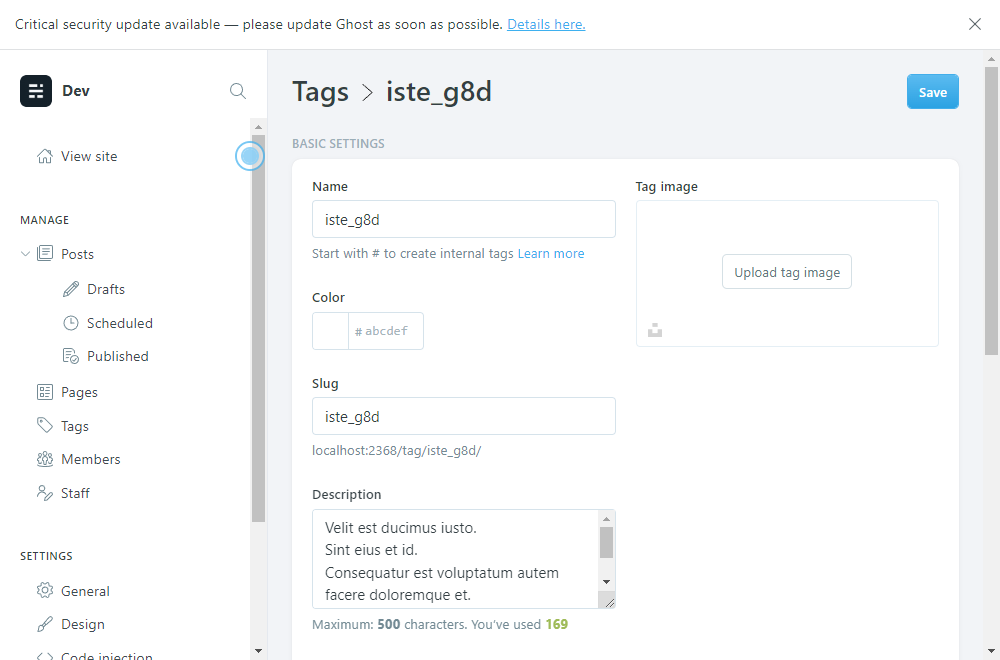 Critical security update available — please update Ghost as soon as possible. Details here.
Dev
View site
MANAGE
Posts
Drafts
Scheduled
Published
Pages
Tags
Members
Staff
SETTINGS
General
Design
Code injection
Tags > iste_g8d
Save
BASIC SETTINGS
Name
iste_g8d
Start with # to create internal tags Learn more
Color
# abcdef
Slug
iste_g8d
localhost:2368/tag/iste_g8d/
Description
Velit est ducimus iusto.
Sint eius et id.
Consequatur est voluptatum autem
facere doloremque et.
Maximum: 500 characters. You've used 169
Tag image
Upload tag image